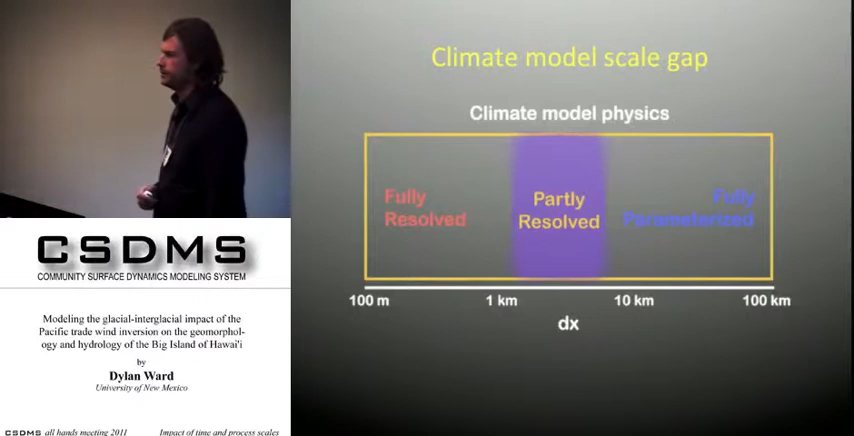 Climate model scale gap
Climate model physics
Fully
Resolved
Partly
Resolved
Fully
Parameterized
100 m
1 km
10 km
100 km
dx
CSDMS
COMMUNITY SURFACE DYNAMICS MODELING SYSTEM
Modeling the glacial-interglacial impact of the
Pacific trade wind inversion on the geomorphol-
ogy and hydrology of the Big Island of Hawai'i
by
Dylan Ward
University of New Mexico
CSDMS all hands meeting 2011
Impact of time and process scales